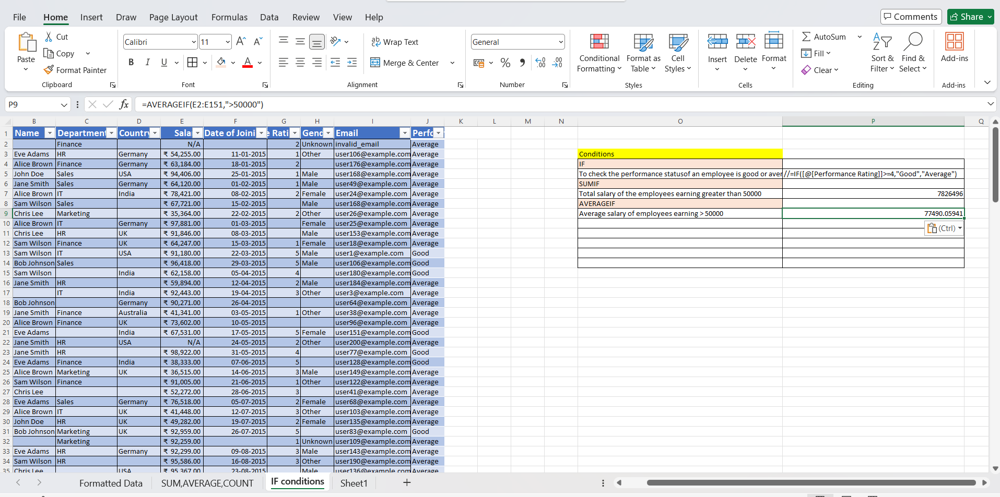 File Home Insert Draw Page Layout Formulas Data Review View Help Comments Share
Paste Cut Copy Format Painter Clipboard
Calibri 11 B I U A Font
Wrap Text Merge & Center Alignment
General Number
Conditional Formatting Format as Table Cell Styles Styles
Insert Delete Format Cells
AutoSum Fill Clear Sort & Filter Find & Select Editing
Add-ins Add-ins
P9 fx =AVERAGEIF(E2:E151,">50000")
B C D E F G H I J K L M N O P Q
1 Name Department Country Sala Date of Joini e Rati Gend Email Perfo
2 Finance N/A 2 Unknown invalid_email Average
3 Eve Adams HR Germany ₹ 54,255.00 11-01-2015 1 Other user106@example.com Average Conditions
4 Alice Brown Finance Germany ₹ 63,184.00 18-01-2015 2 user176@example.com Average IF
5 John Doe Sales USA ₹ 94,406.00 25-01-2015 1 Male user168@example.com Average To check the performance statusof an employee is good or aver //=IF([@[Performance Rating]]>=4,"Good","Average")
6 Jane Smith Sales Germany ₹ 64,120.00 01-02-2015 1 Male user49@example.com Average SUMIF
7 Alice Brown IT India ₹ 78,421.00 08-02-2015 2 Female user24@example.com Average Total salary of the employees earning greater than 50000 7826496
8 Sam Wilson Sales ₹ 67,721.00 15-02-2015 Male user168@example.com Average AVERAGEIF
9 Chris Lee Marketing ₹ 35,364.00 22-02-2015 2 Other user26@example.com Average Average salary of employees earning > 50000 77490.05941
10 Alice Brown IT Germany ₹ 97,881.00 01-03-2015 Female user25@example.com Average
11 Chris Lee HR UK ₹ 91,846.00 08-03-2015 Male user153@example.com Average (Ctrl)
12 Sam Wilson Finance UK ₹ 64,247.00 15-03-2015 1 Female user18@example.com Average
13 Sam Wilson IT USA ₹ 91,180.00 22-03-2015 5 Male user1@example.com Good
14 Bob Johnson Sales ₹ 96,418.00 29-03-2015 5 Male user106@example.com Good
15 Sam Wilson India ₹ 62,158.00 05-04-2015 4 user180@example.com Good
16 Jane Smith HR ₹ 59,894.00 12-04-2015 2 Male user184@example.com Average
17 IT India ₹ 92,443.00 19-04-2015 3 Other user3@example.com Average
18 Bob Johnson Germany ₹ 90,271.00 26-04-2015 user64@example.com Average
19 Jane Smith Finance Australia ₹ 41,341.00 03-05-2015 1 Other user38@example.com Average
20 Alice Brown Finance UK ₹ 73,602.00 10-05-2015 user96@example.com Average
21 Eve Adams India ₹ 67,531.00 17-05-2015 5 Female user151@example.com Good
22 Jane Smith HR USA N/A 24-05-2015 2 Other user200@example.com Average
23 Jane Smith HR ₹ 98,922.00 31-05-2015 4 user77@example.com Good
24 Eve Adams Finance India ₹ 38,333.00 07-06-2015 5 user128@example.com Good
25 Alice Brown Marketing UK ₹ 36,515.00 14-06-2015 3 Male user149@example.com Average
26 Sam Wilson Finance ₹ 91,005.00 21-06-2015 1 Other user122@example.com Average
27 Chris Lee ₹ 52,272.00 28-06-2015 3 user41@example.com Average
28 Eve Adams Sales Germany ₹ 76,518.00 05-07-2015 2 Female user68@example.com Average
29 Alice Brown IT UK ₹ 41,448.00 12-07-2015 3 Other user103@example.com Average
30 John Doe HR UK ₹ 49,282.00 19-07-2015 2 Female user135@example.com Average
31 Bob Johnson Marketing UK ₹ 92,959.00 26-07-2015 5 user83@example.com Good
32 Marketing ₹ 92,259.00 1 Unknown user109@example.com Average
33 Eve Adams HR Germany ₹ 92,299.00 09-08-2015 3 Male user143@example.com Average
34 Sam Wilson HR ₹ 95,586.00 16-08-2015 3 Other user190@example.com Average
35 Chris Lee USA ₹ 95,367.00 23-08-2015 Male user136@example.com Average
Formatted Data SUM,AVERAGE,COUNT IF conditions Sheet1